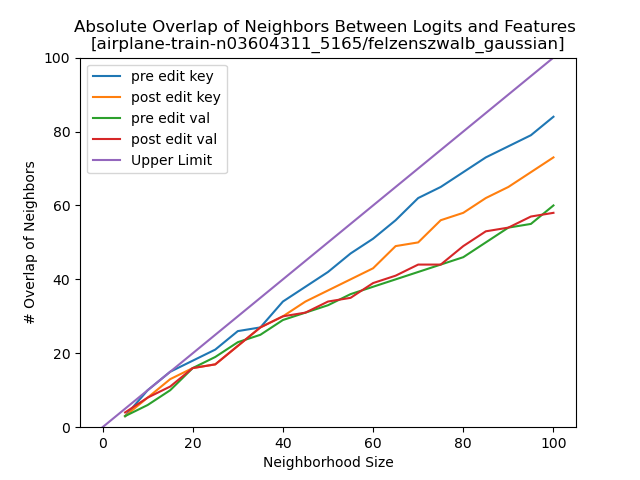 Absolute Overlap of Neighbors Between Logits and Features
[airplane-train-n03604311_5165/felzenszwalb_gaussian]
pre edit key
post edit key
pre edit val
post edit val
Upper Limit
# Overlap of Neighbors
100
80
60
40
20
0
0 20 40 60 80 100
Neighborhood Size